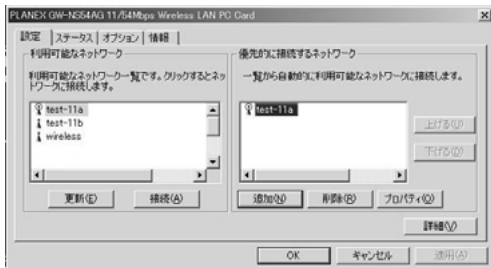 PLANEX GW-NS54AG 11/54Mbps Wireless LAN PC Card
設定 ステータス オプション 情報
利用可能なネットワーク
利用可能なネットワーク一覧です。クリックするとネットワークに接続します。
test-11a
test-11b
wireless
更新(E) 接続(A)
優先的に接続するネットワーク
一覧から自動的に利用可能なネットワークに接続します。
test-11a
上げる(U)
下げる(D)
追加(N) 削除(R) プロパティ(O)
詳細(V)
OK キャンセル 適用(A)